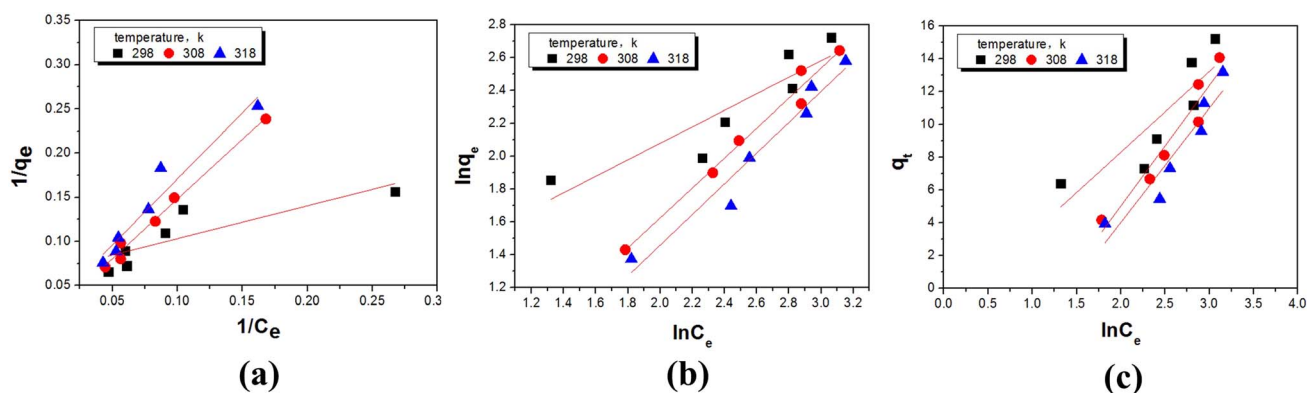 temperature, k
298 308 318
0.35
0.30
0.25
0.20
0.15
0.10
0.05
0.05 0.10 0.15 0.20 0.25 0.3
1/qe
1/Ce
(a)
temperature, k
298 308 318
2.8
2.6
2.4
2.2
2.0
1.8
1.6
1.4
1.2
1.2 1.4 1.6 1.8 2.0 2.2 2.4 2.6 2.8 3.0 3.2
lnqe
lnCe
(b)
temperature, k
298 308 318
16
14
12
10
8
6
4
2
0
0.0 0.5 1.0 1.5 2.0 2.5 3.0 3.5 4.0
qt
lnCe
(c)